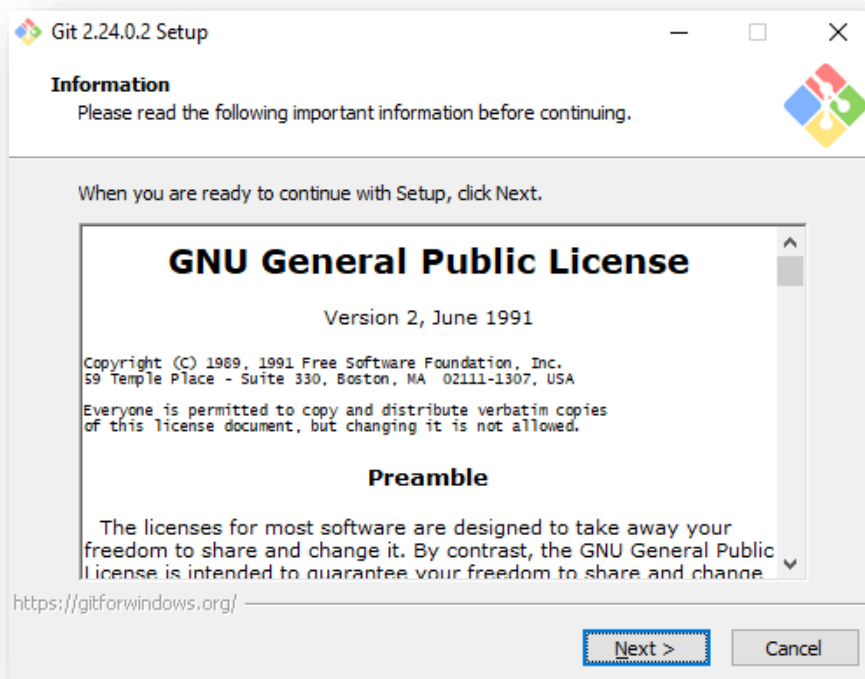 Git 2.24.0.2 Setup
Information
Please read the following important information before continuing.
When you are ready to continue with Setup, click Next.
GNU General Public License
Version 2, June 1991
Copyright (C) 1989, 1991 Free Software Foundation, Inc.
59 Temple Place - Suite 330, Boston, MA  02111-1307, USA
Everyone is permitted to copy and distribute verbatim copies
of this license document, but changing it is not allowed.
Preamble
The licenses for most software are designed to take away your
freedom to share and change it. By contrast, the GNU General Public
License is intended to guarantee your freedom to share and change
https://gitforwindows.org/
Next >
Cancel